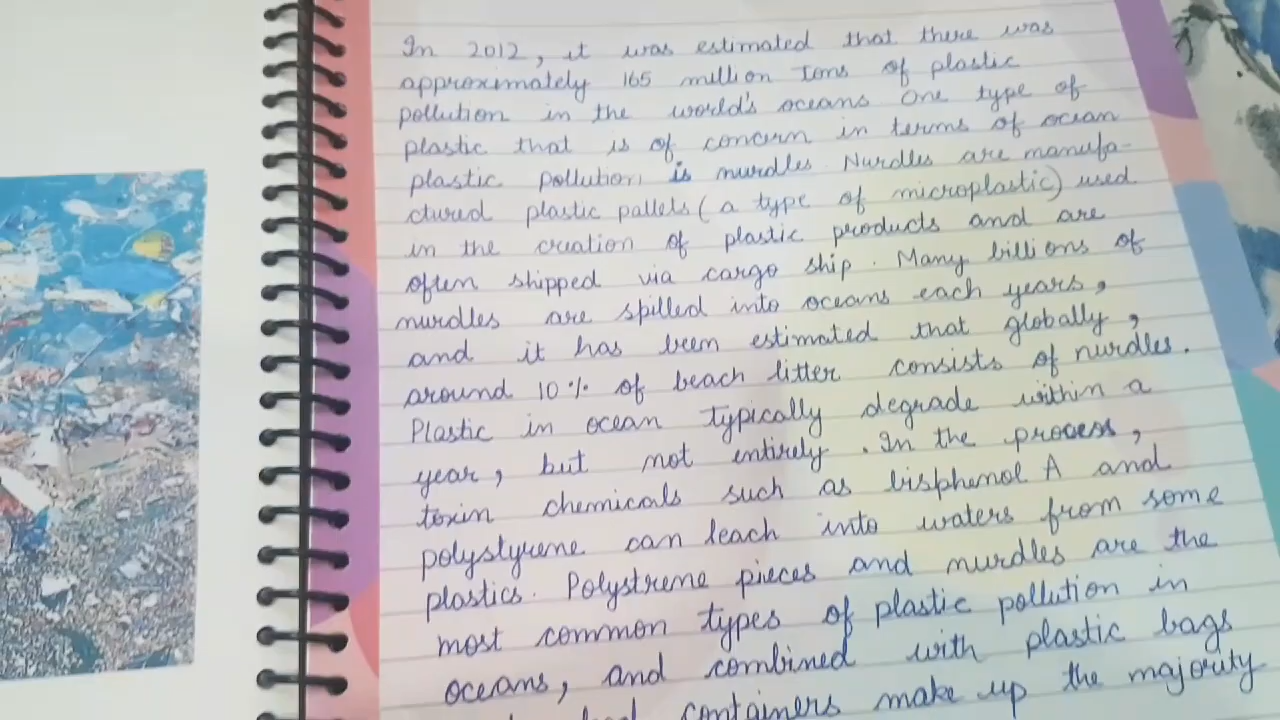 In 2012, it was estimated that there was
approximately 165 million tons of plastic
pollution in the world's oceans One type of
plastic that is of concern in terms of ocean
plastic pollution is nurdles. Nurdles are manufa-
ctured plastic pallets (a type of microplastic) used
in the creation of plastic products and are
often shipped via cargo ship. Many billions of
nurdles are spilled into oceans each years,
and it has been estimated that globally,
around 10% of beach litter consists of nurdles.
Plastic in ocean typically degrade within a
year, but not entirely. In the process,
toxin chemicals such as bisphenol A and
polystyrene can leach into waters from some
plastics. Polystrene pieces and nurdles are the
most common types of plastic pollution in
oceans, and combined with plastic bags
containers make up the majority